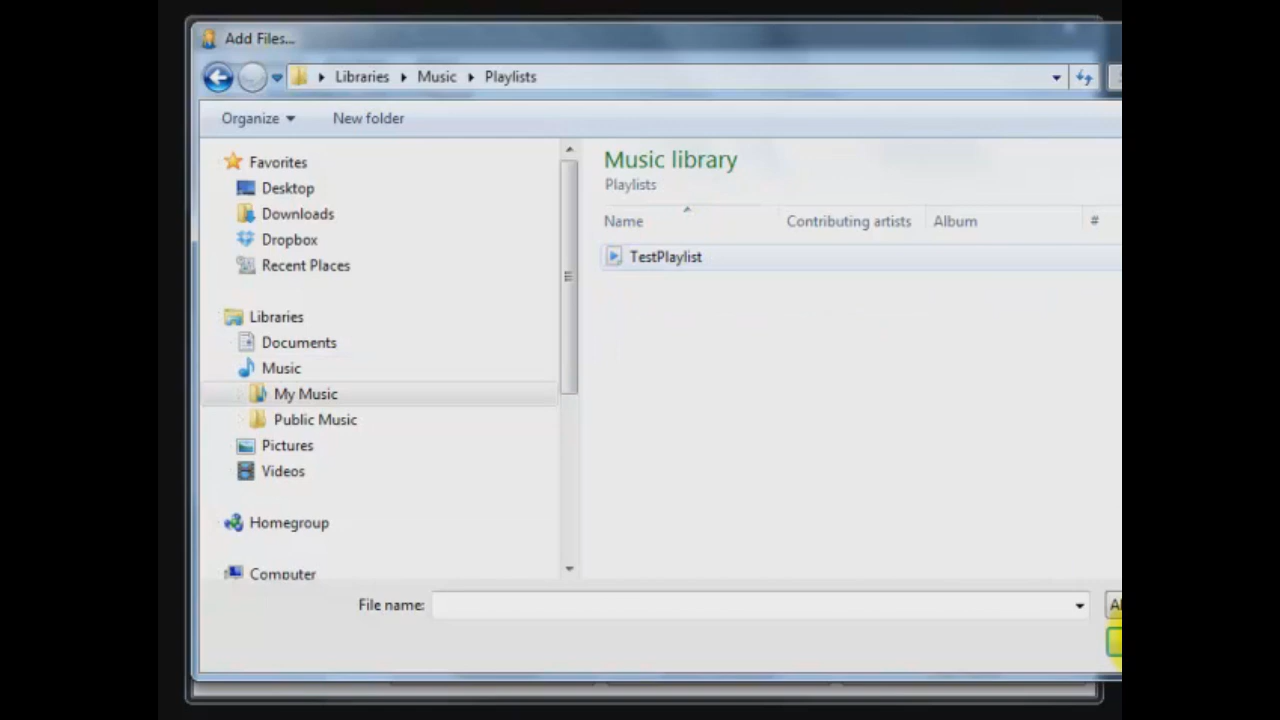 Add Files...
Libraries Music Playlists
Organize New folder
Favorites
Desktop
Downloads
Dropbox
Recent Places
Libraries
Documents
Music
My Music
Public Music
Pictures
Videos
Homegroup
Computer
Music library
Playlists
Name Contributing artists Album #
TestPlaylist
File name: